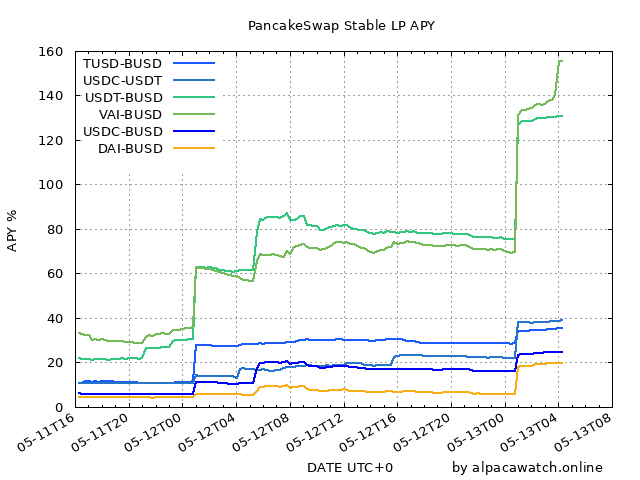 PancakeSwap Stable LP APY
160
140
120
100
80
60
40
20
0
APY %
TUSD-BUSD
USDC-USDT
USDT-BUSD
VAI-BUSD
USDC-BUSD
DAI-BUSD
05-11T16
05-11T20
05-12T00
05-12T04
05-12T08
05-12T12
05-12T16
05-12T20
05-13T00
05-13T04
05-13T08
DATE UTC+0
by alpacawatch.online